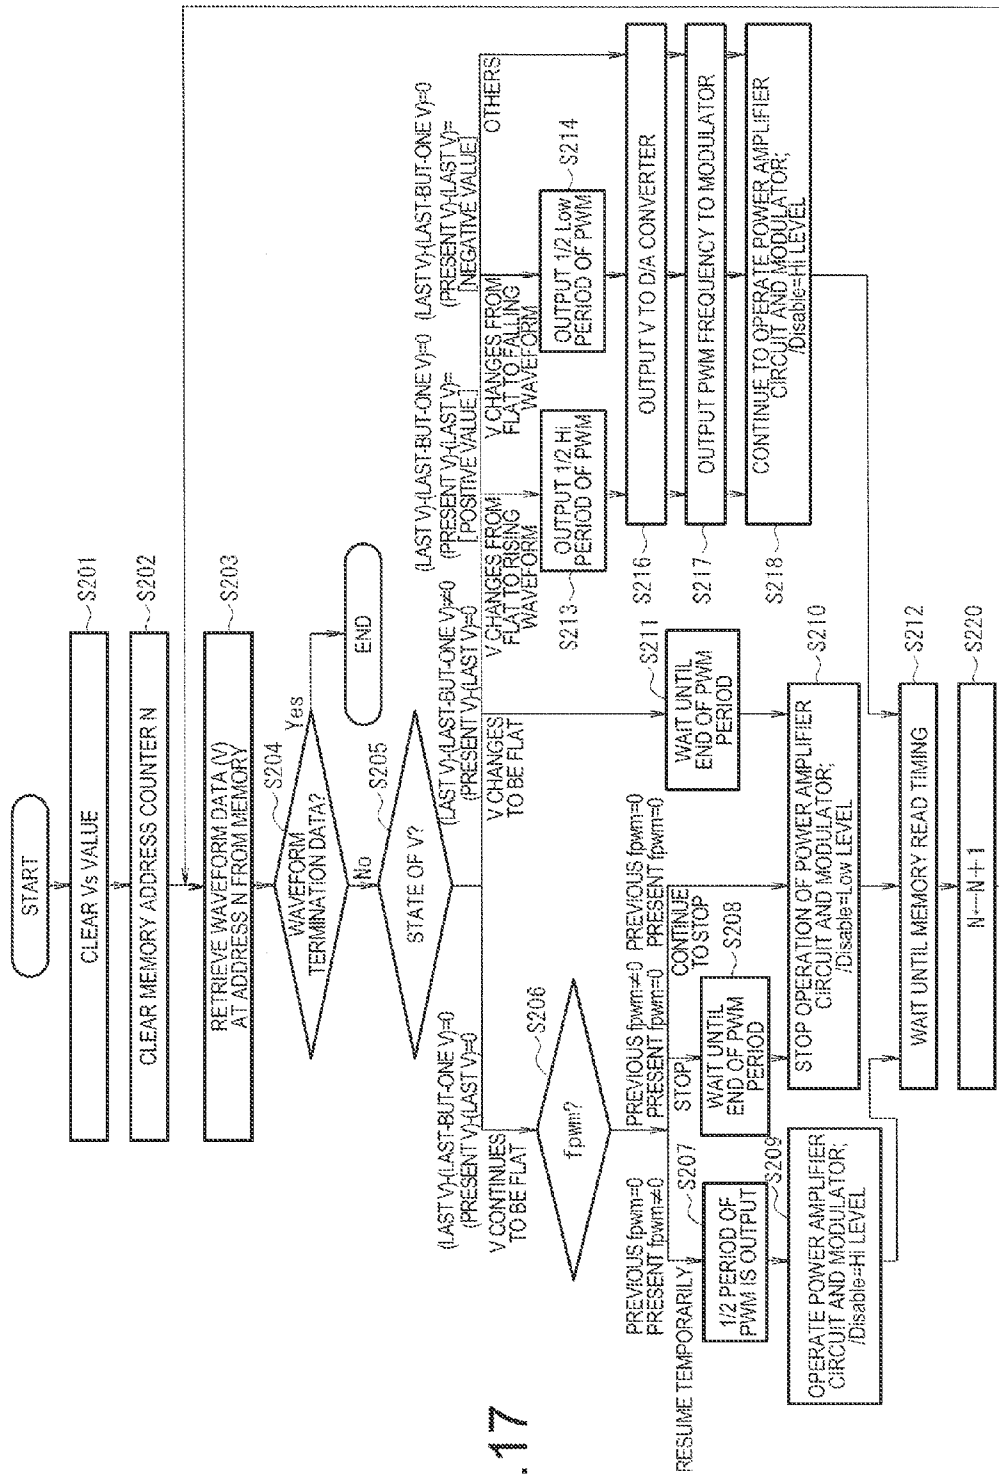 .17
START
CLEAR Vs VALUE
S201
CLEAR MEMORY ADDRESS COUNTER N
S202
RETRIEVE WAVEFORM DATA (V)
AT ADDRESS N FROM MEMORY
S203
WAVEFORM
TERMINATION DATA?
S204
Yes
END
No
STATE OF V?
S205
(LAST V)-(LAST-BUT-ONE V)=0
(PRESENT V)-(LAST V)=0
V CONTINUES
TO BE FLAT
(LAST V)-(LAST-BUT-ONE V)≠0
(PRESENT V)-(LAST V)=0
V CHANGES
TO BE FLAT
(LAST V)-(LAST-BUT-ONE V)=0
(PRESENT V)-(LAST V)=
[POSITIVE VALUE]
V CHANGES FROM
FLAT TO RISING
WAVEFORM
(LAST V)-(LAST-BUT-ONE V)=0
(PRESENT V)-(LAST V)=
[NEGATIVE VALUE]
V CHANGES FROM
FLAT TO FALLING
WAVEFORM
OTHERS
fpwm?
S206
PREVIOUS fpwm=0
PRESENT fpwm≠0
RESUME TEMPORARILY
PREVIOUS fpwm≠0
PRESENT fpwm=0
STOP
PREVIOUS fpwm=0
PRESENT fpwm=0
CONTINUE
TO STOP
1/2 PERIOD OF
PWM IS OUTPUT
S207
WAIT UNTIL
END OF PWM
PERIOD
S208
WAIT UNTIL
END OF PWM
PERIOD
S211
OUTPUT 1/2 Hi
PERIOD OF PWM
S213
OUTPUT 1/2 Low
PERIOD OF PWM
S214
OUTPUT V TO D/A CONVERTER
S216
OUTPUT PWM FREQUENCY TO MODULATOR
S217
CONTINUE TO OPERATE POWER AMPLIFIER
CIRCUIT AND MODULATOR;
/Disable=Hi LEVEL
S218
OPERATE POWER AMPLIFIER
CIRCUIT AND MODULATOR;
/Disable=Hi LEVEL
S209
STOP OPERATION OF POWER AMPLIFIER
CIRCUIT AND MODULATOR;
/Disable=Low LEVEL
S210
WAIT UNTIL MEMORY READ TIMING
S212
N←N+1
S220